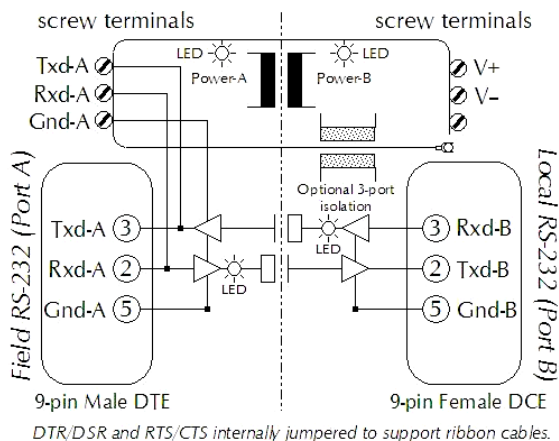 screw terminals
screw terminals
LED
LED
Txd-A
Rxd-A
Gnd-A
Power-A
Power-B
V+
V−
Optional 3-port
isolation
Field RS-232 (Port A)
Local RS-232 (Port B)
Txd-A 3
3 Rxd-B
LED
Rxd-A 2
2 Txd-B
LED
Gnd-A 5
5 Gnd-B
9-pin Male DTE
9-pin Female DCE
DTR/DSR and RTS/CTS internally jumpered to support ribbon cables.